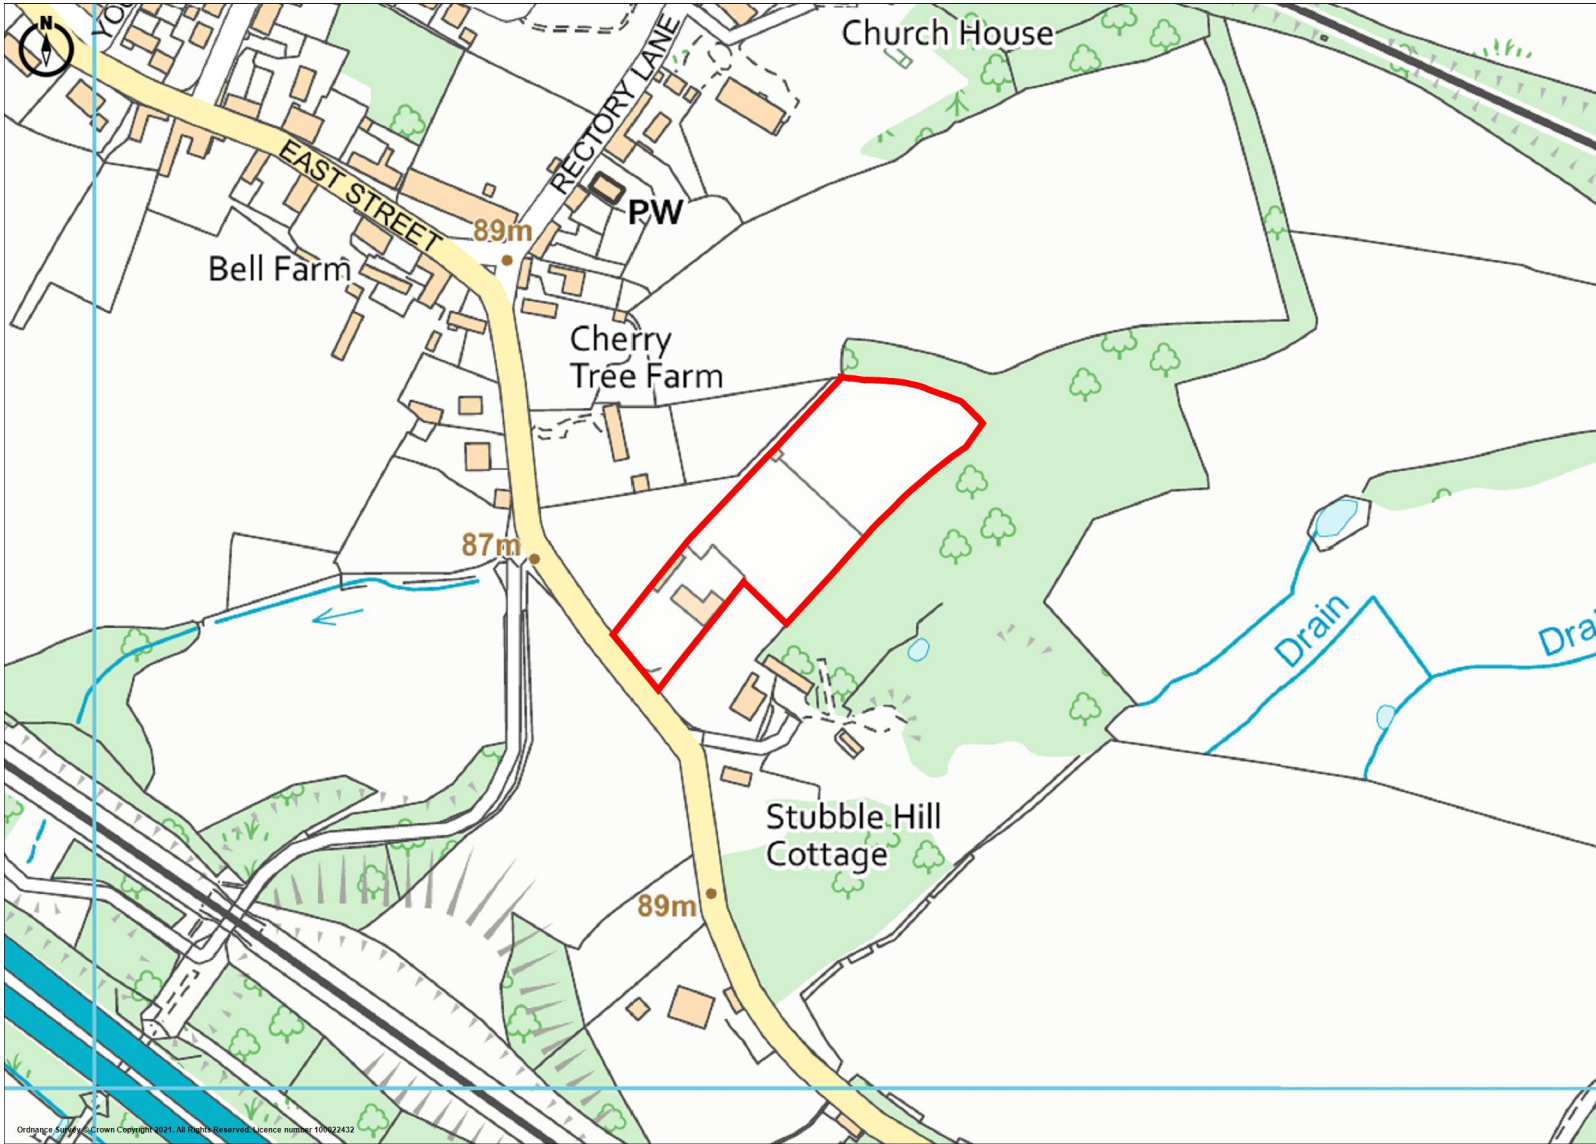 N
Church House
RECTORY LANE
EAST STREET
PW
89m
Bell Farm
Cherry
Tree Farm
87m
Drain
Stubble Hill
Cottage
89m
Ordnance Survey © Crown Copyright 2021. All Rights Reserved. Licence number 100022432